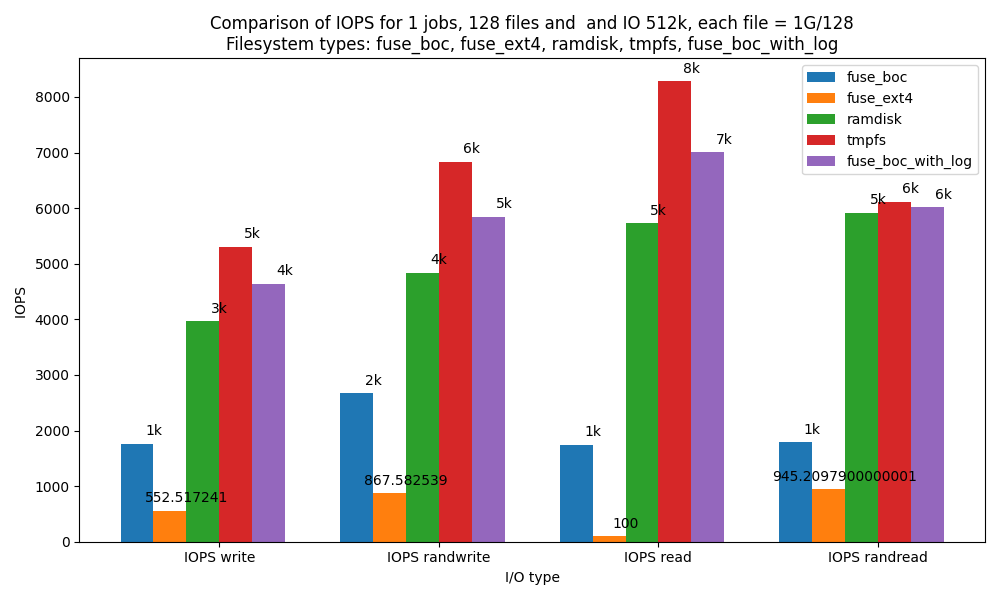 Comparison of IOPS for 1 jobs, 128 files and  and IO 512k, each file = 1G/128
Filesystem types: fuse_boc, fuse_ext4, ramdisk, tmpfs, fuse_boc_with_log
IOPS
8000
7000
6000
5000
4000
3000
2000
1000
0
1k
552.517241
3k
5k
4k
2k
867.582539
4k
6k
5k
1k
100
5k
8k
7k
1k
945.2097900000001
5k
6k
6k
fuse_boc
fuse_ext4
ramdisk
tmpfs
fuse_boc_with_log
IOPS write
IOPS randwrite
IOPS read
IOPS randread
I/O type